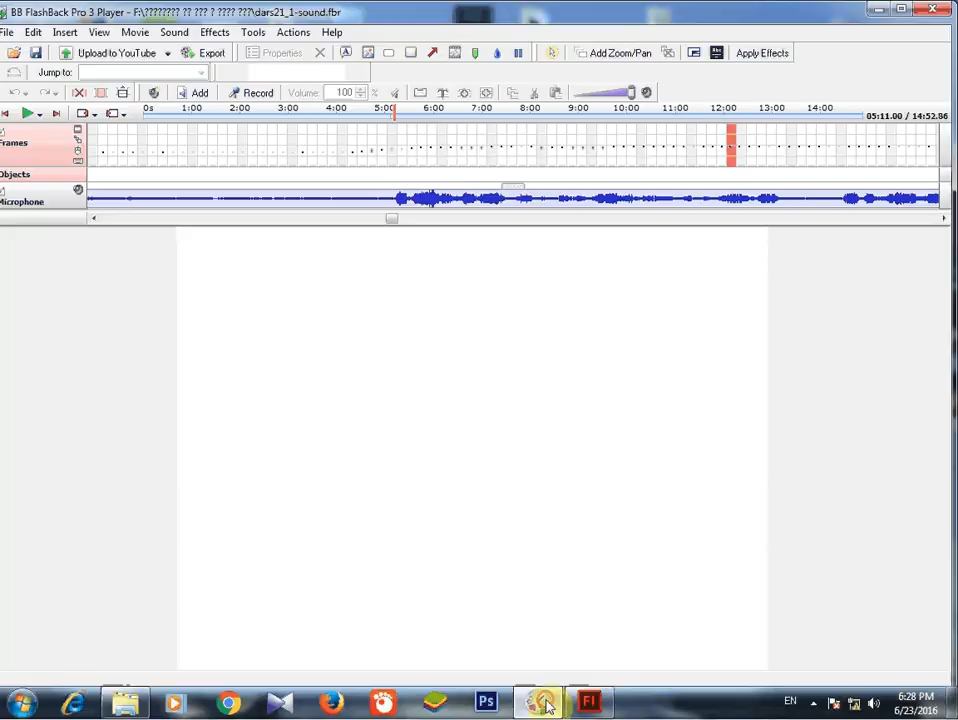 BB FlashBack Pro 3 Player - F:\???????? ?? ??? ? ???? ???\dars21_1-sound.fbr
File Edit Insert View Movie Sound Effects Tools Actions Help
Upload to YouTube Export Properties Add Zoom/Pan Apply Effects
Jump to:
Add Record Volume: 100 %
0s 1:00 2:00 3:00 4:00 5:00 6:00 7:00 8:00 9:00 10:00 11:00 12:00 13:00 14:00
05:11.00 / 14:52.86
Frames
Objects
Microphone
Ps Fl
EN
6:28 PM
6/23/2016